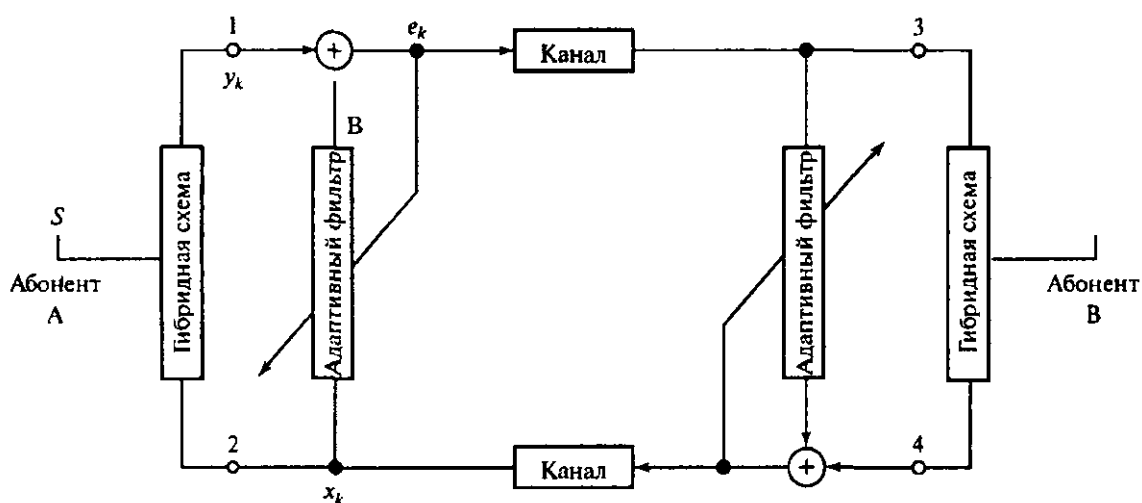 1
y_k
e_k
Канал
3
B
S
Абонент
A
Гибридная схема
Адаптивный фильтр
Адаптивный фильтр
Гибридная схема
Абонент
B
2
x_k
Канал
4